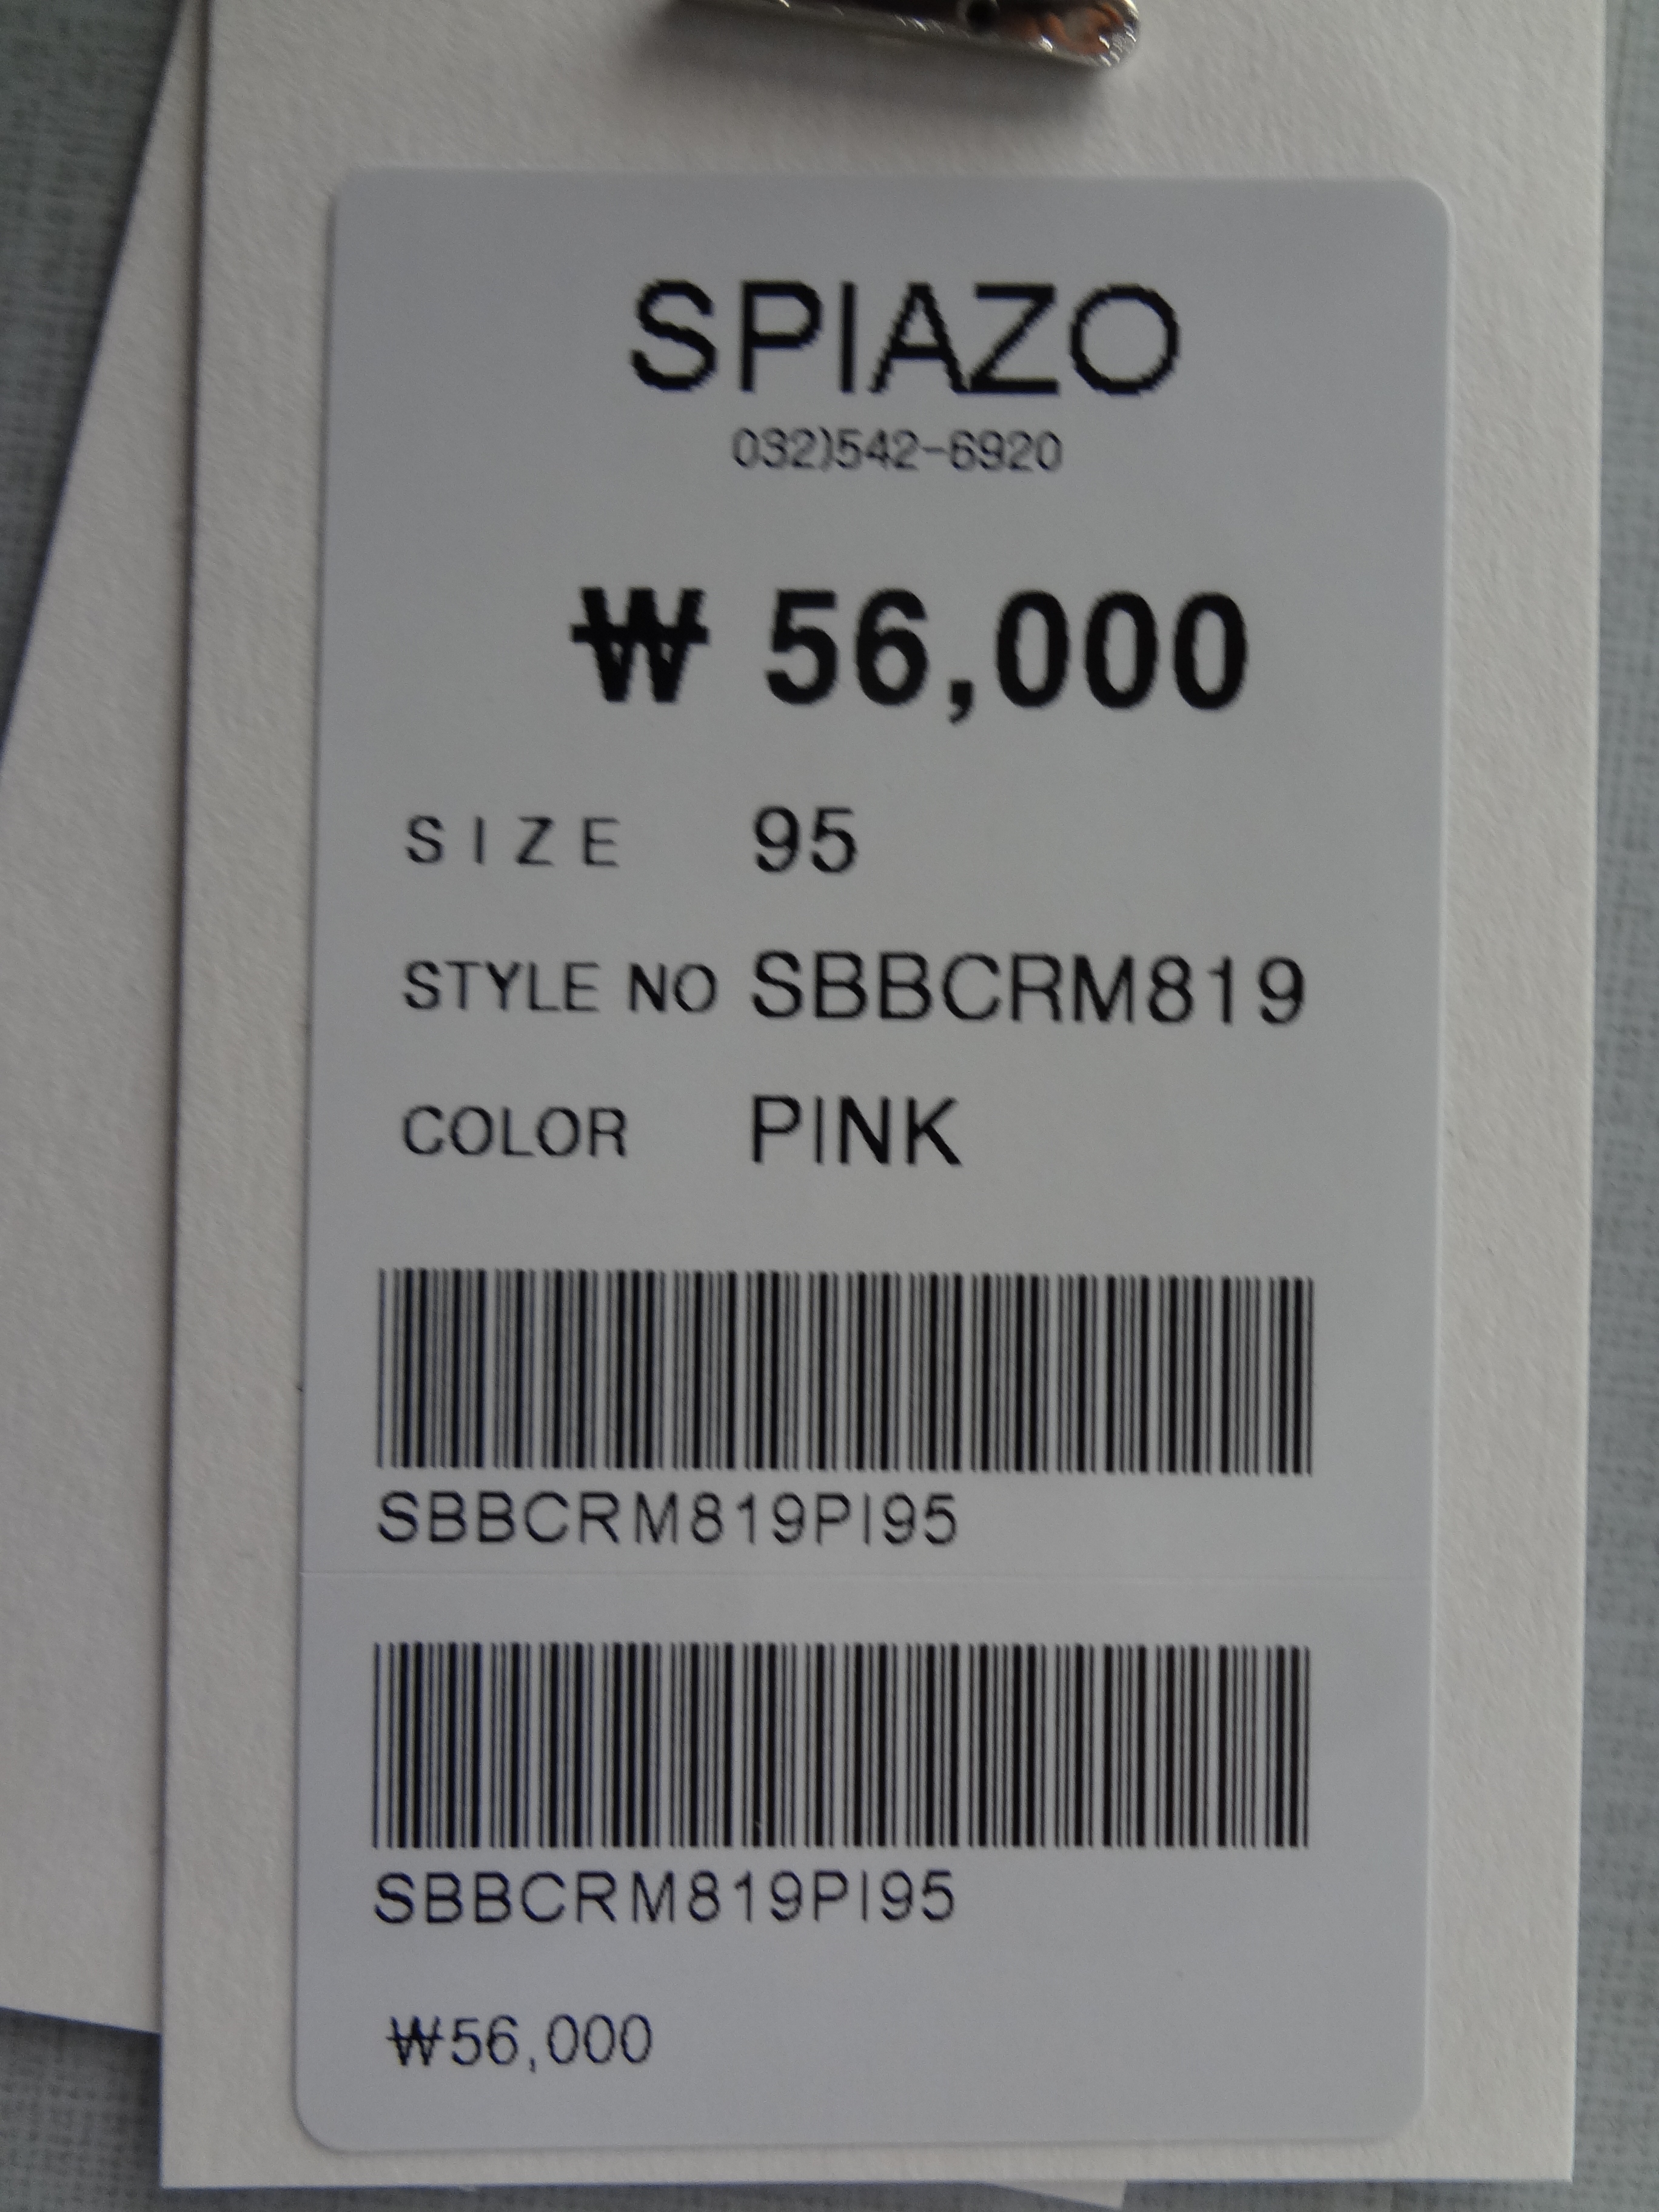 SPIAZO
032)542-6920
₩ 56,000
SIZE 95
STYLE NO SBBCRM819
COLOR PINK
SBBCRM819PI95
SBBCRM819PI95
₩56,000